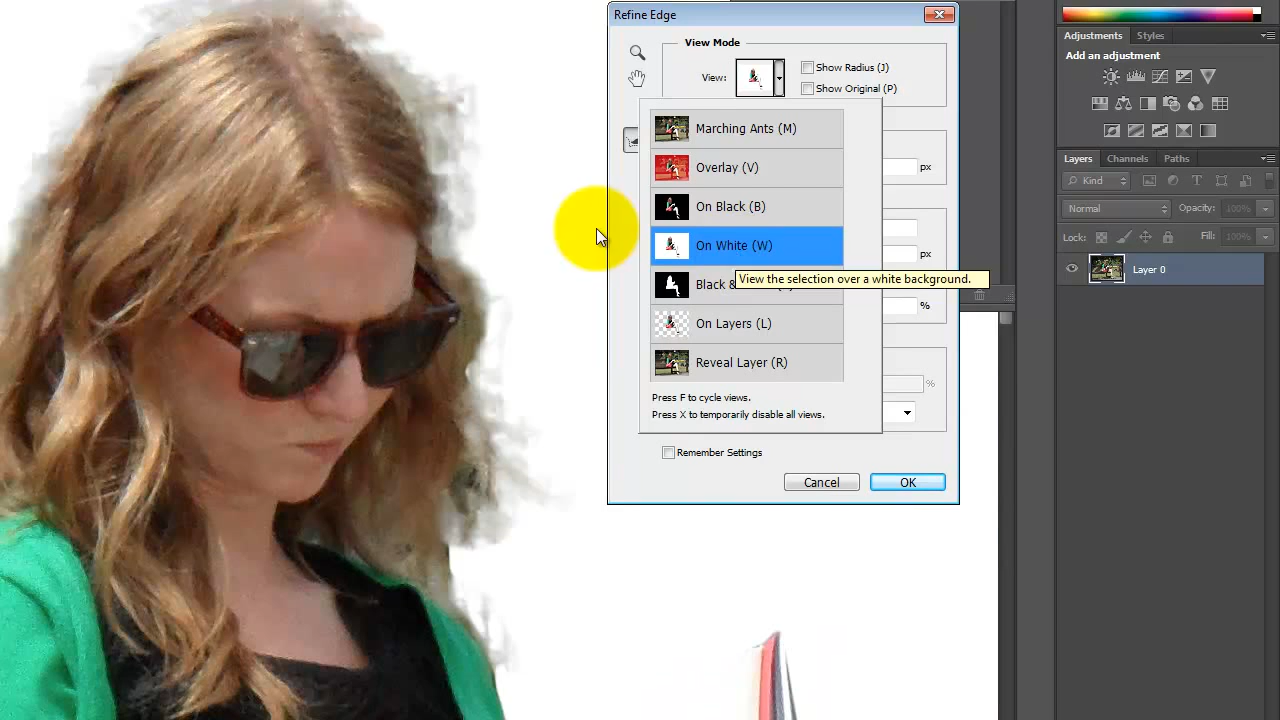 Refine Edge
View Mode
View:
Show Radius (J)
Show Original (P)
Marching Ants (M)
Overlay (V)
On Black (B)
On White (W)
Black &
View the selection over a white background.
On Layers (L)
Reveal Layer (R)
Press F to cycle views.
Press X to temporarily disable all views.
px
px
%
%
Remember Settings
Cancel
OK
Adjustments
Styles
Add an adjustment
Layers
Channels
Paths
Kind
Normal
Opacity:
100%
Lock:
Fill:
100%
Layer 0